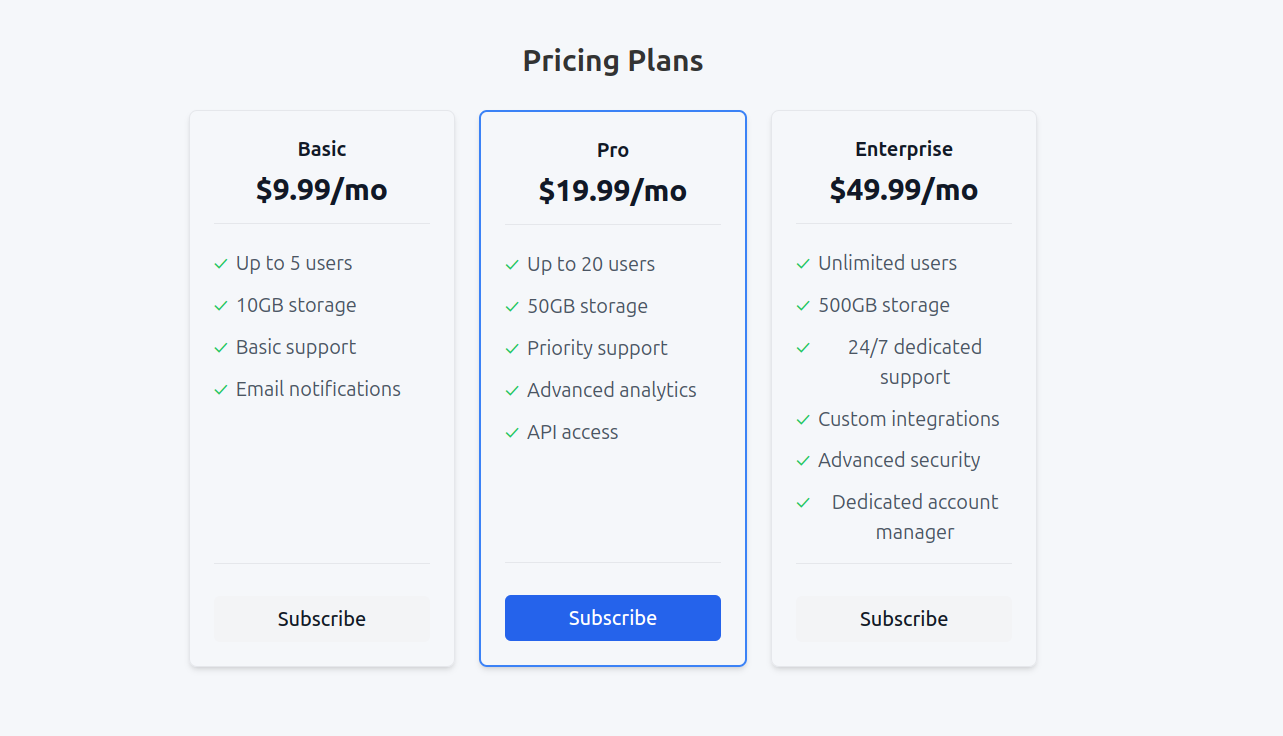 Pricing Plans
Basic
$9.99/mo
Up to 5 users
10GB storage
Basic support
Email notifications
Subscribe
Pro
$19.99/mo
Up to 20 users
50GB storage
Priority support
Advanced analytics
API access
Subscribe
Enterprise
$49.99/mo
Unlimited users
500GB storage
24/7 dedicated
support
Custom integrations
Advanced security
Dedicated account
manager
Subscribe